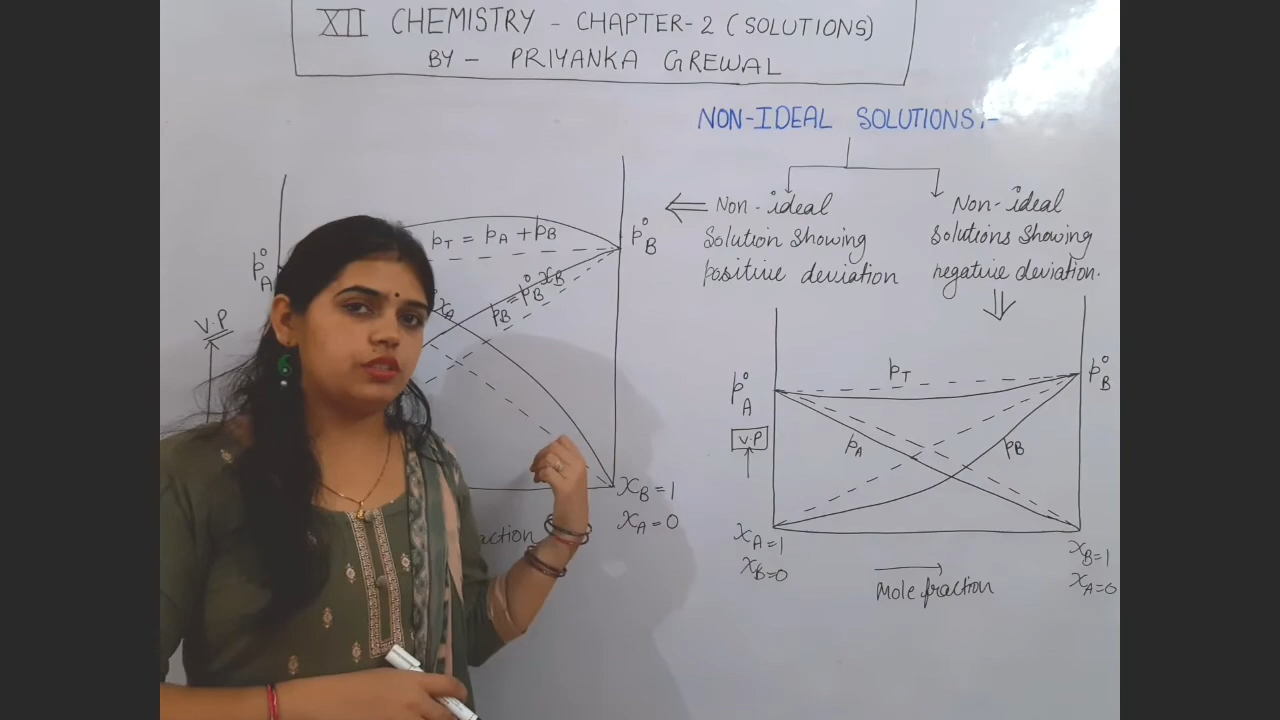 XII CHEMISTRY - CHAPTER-2 (SOLUTIONS)
BY - PRIYANKA GREWAL
NON-IDEAL SOLUTIONS:-
Non-ideal
Solution showing
positive deviation
Non-ideal
solutions showing
negative deviation.
p°A
V.P
pT = pA + pB
p°B
xA
pB = p°B xB
xB = 1
xA = 0
p°A
V.P
pT
p°B
pA
pB
xA=1
xB=0
Mole fraction
xB=1
xA=0